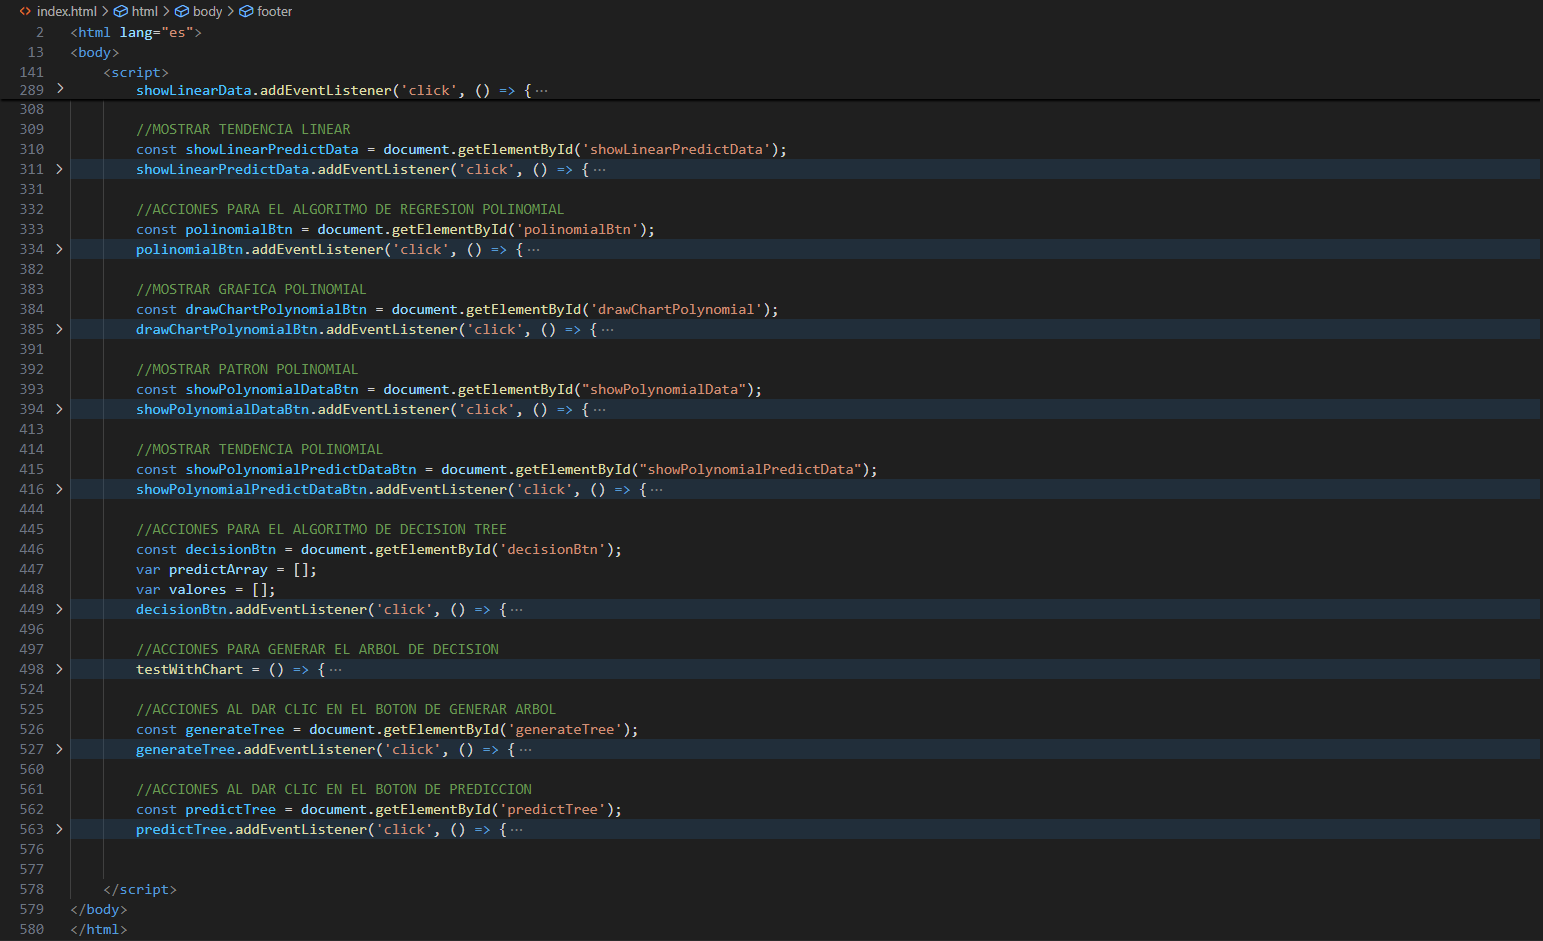 index.html > html > body > footer
2 <html lang="es">
13 <body>
141 <script>
289 showLinearData.addEventListener('click', () => {···
308
309 //MOSTRAR TENDENCIA LINEAR
310 const showLinearPredictData = document.getElementById('showLinearPredictData');
311 showLinearPredictData.addEventListener('click', () => {···
331
332 //ACCIONES PARA EL ALGORITMO DE REGRESION POLINOMIAL
333 const polinomialBtn = document.getElementById('polinomialBtn');
334 polinomialBtn.addEventListener('click', () => {···
382
383 //MOSTRAR GRAFICA POLINOMIAL
384 const drawChartPolynomialBtn = document.getElementById('drawChartPolynomial');
385 drawChartPolynomialBtn.addEventListener('click', () => {···
391
392 //MOSTRAR PATRON POLINOMIAL
393 const showPolynomialDataBtn = document.getElementById("showPolynomialData");
394 showPolynomialDataBtn.addEventListener('click', () => {···
413
414 //MOSTRAR TENDENCIA POLINOMIAL
415 const showPolynomialPredictDataBtn = document.getElementById("showPolynomialPredictData");
416 showPolynomialPredictDataBtn.addEventListener('click', () => {···
444
445 //ACCIONES PARA EL ALGORITMO DE DECISION TREE
446 const decisionBtn = document.getElementById('decisionBtn');
447 var predictArray = [];
448 var valores = [];
449 decisionBtn.addEventListener('click', () => {···
496
497 //ACCIONES PARA GENERAR EL ARBOL DE DECISION
498 testWithChart = () => {···
524
525 //ACCIONES AL DAR CLIC EN EL BOTON DE GENERAR ARBOL
526 const generateTree = document.getElementById('generateTree');
527 generateTree.addEventListener('click', () => {···
560
561 //ACCIONES AL DAR CLIC EN EL BOTON DE PREDICCION
562 const predictTree = document.getElementById('predictTree');
563 predictTree.addEventListener('click', () => {···
576
577
578 </script>
579 </body>
580 </html>